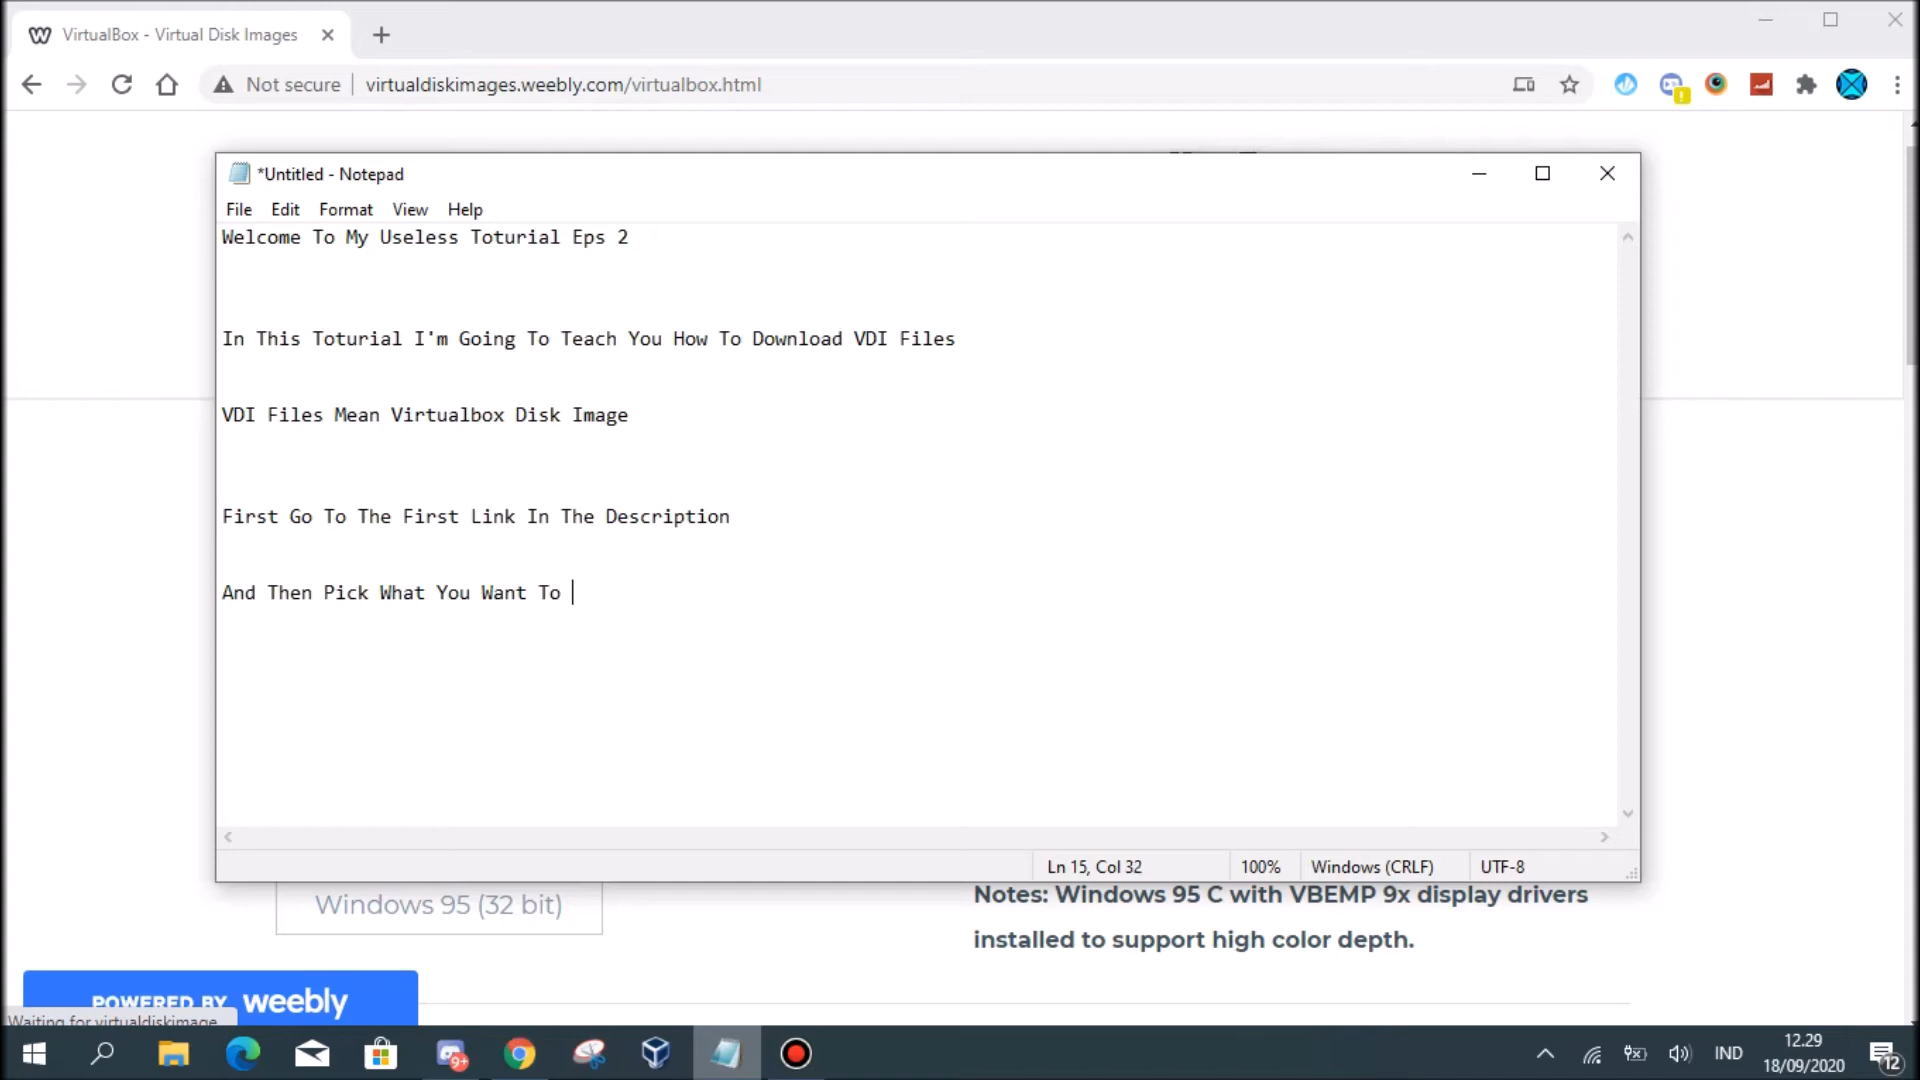 VirtualBox - Virtual Disk Images
Not secure
virtualdiskimages.weebly.com/virtualbox.html
*Untitled - Notepad
File Edit Format View Help
Welcome To My Useless Toturial Eps 2
In This Toturial I'm Going To Teach You How To Download VDI Files
VDI Files Mean Virtualbox Disk Image
First Go To The First Link In The Description
And Then Pick What You Want To
Ln 15, Col 32
100%
Windows (CRLF)
UTF-8
Windows 95 (32 bit)
Notes: Windows 95 C with VBEMP 9x display drivers
installed to support high color depth.
POWERED BY weebly
Waiting for virtualdiskimage
9+
IND
12.29
18/09/2020
12